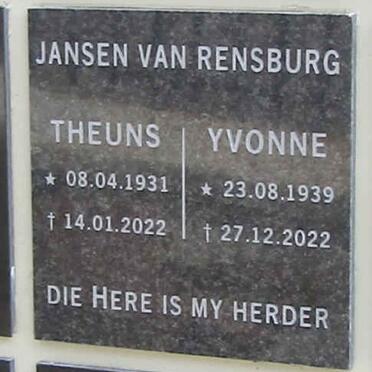 JANSEN VAN RENSBURG
THEUNS
★ 08.04.1931
† 14.01.2022
YVONNE
★ 23.08.1939
† 27.12.2022
DIE HERE IS MY HERDER